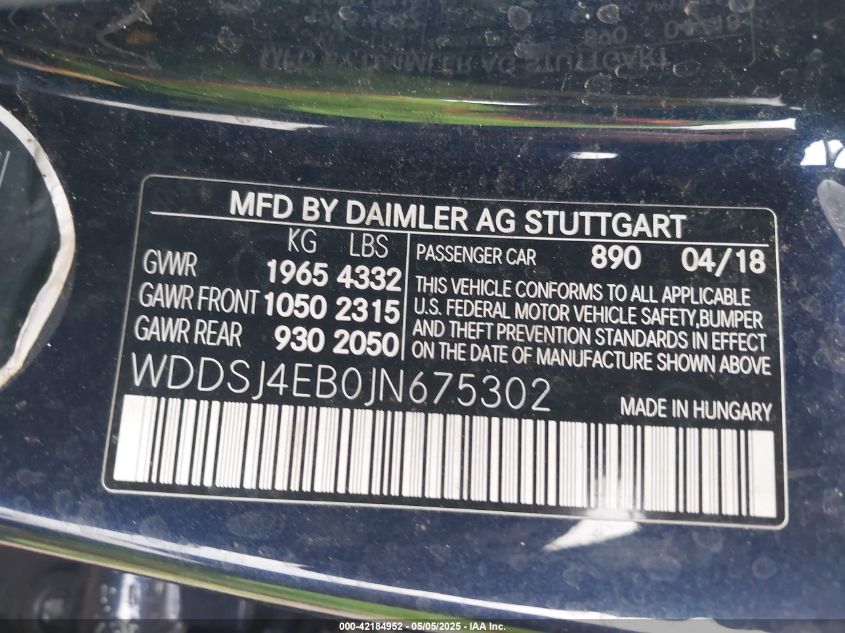 MFD BY DAIMLER AG STUTTGART
KG LBS
GVWR 1965 4332
GAWR FRONT 1050 2315
GAWR REAR 930 2050
PASSENGER CAR 890 04/18
THIS VEHICLE CONFORMS TO ALL APPLICABLE
U.S. FEDERAL MOTOR VEHICLE SAFETY,BUMPER
AND THEFT PREVENTION STANDARDS IN EFFECT
ON THE DATE OF MANUFACTURE SHOWN ABOVE
WDDSJ4EB0JN675302
MADE IN HUNGARY
000-42184952 - 05/05/2025 - IAA Inc.